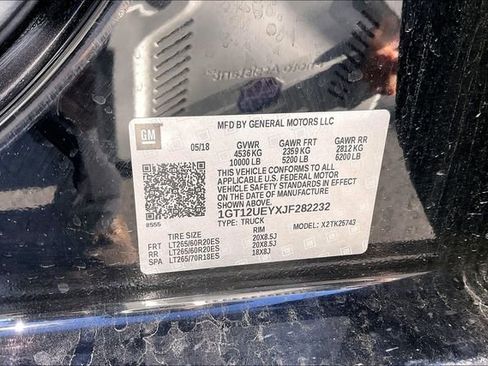 MFD BY GENERAL MOTORS LLC
GM
05/18 GVWR GAWR FRT GAWR RR
4536 KG 2359 KG 2812 KG
10000 LB 5200 LB 6200 LB
THIS VEHICLE CONFORMS TO ALL
APPLICABLE U.S. FEDERAL MOTOR
VEHICLE SAFETY STANDARDS
IN EFFECT ON THE DATE OF
MANUFACTURE SHOWN ABOVE.
1GT12UEYXJF282232
TYPE: TRUCK MODEL: X2TK25743
TIRE SIZE RIM
FRT LT265/60R20ES 20X8.5J
RR LT265/60R20ES 20X8.5J
SPA LT265/70R18ES 18X8J